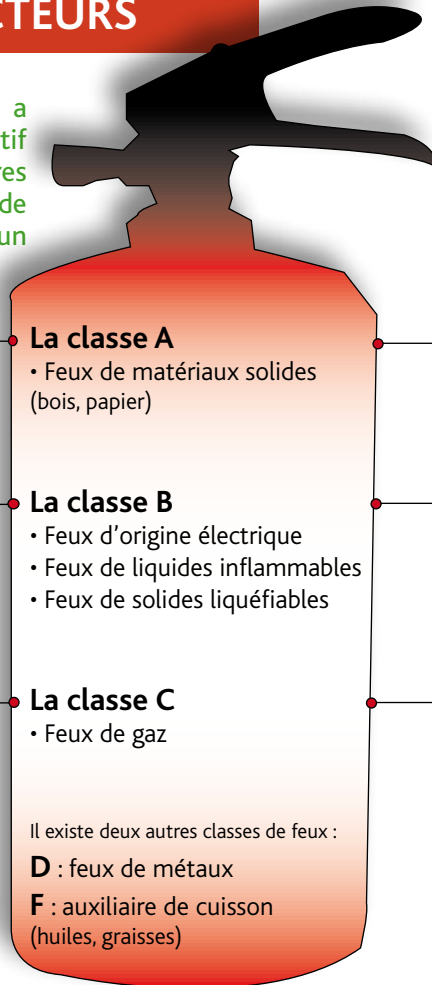 CTEURS
a
tif
res
de
un
La classe A
• Feux de matériaux solides
(bois, papier)
La classe B
• Feux d'origine électrique
• Feux de liquides inflammables
• Feux de solides liquéfiables
La classe C
• Feux de gaz
Il existe deux autres classes de feux :
D : feux de métaux
F : auxiliaire de cuisson
(huiles, graisses)